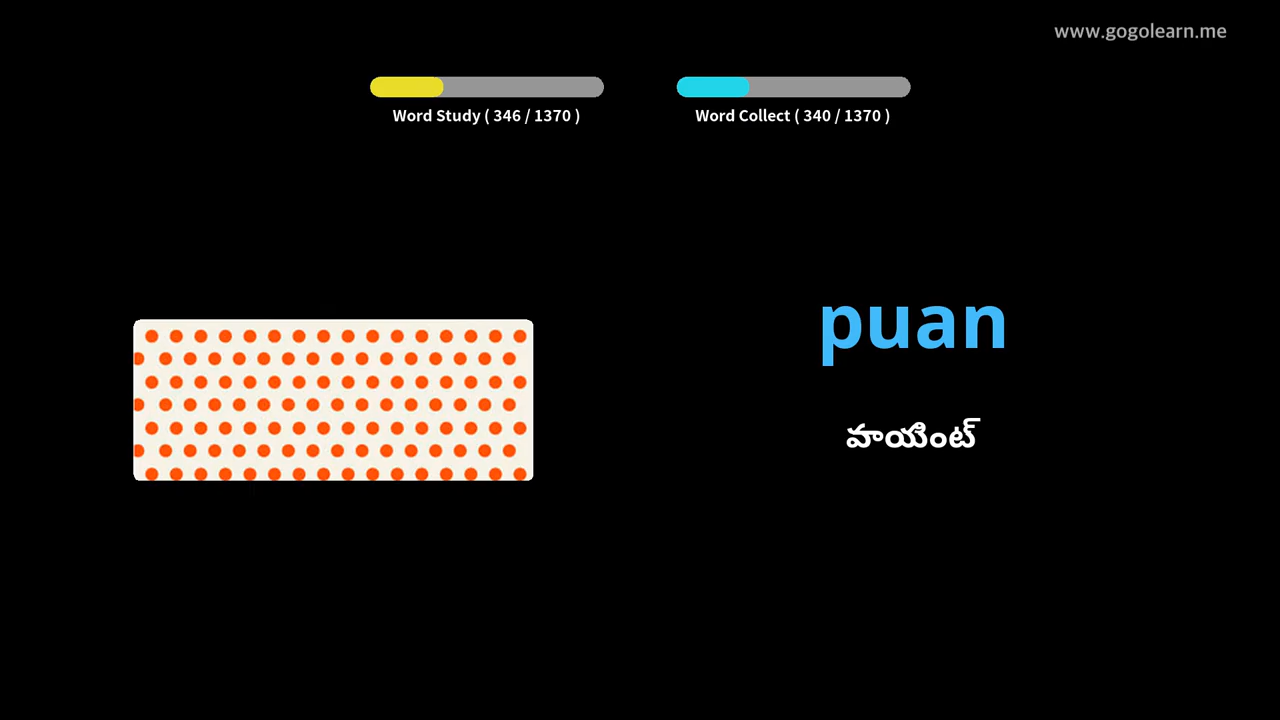 www.gogolearn.me
Word Study ( 346 / 1370 )
Word Collect ( 340 / 1370 )
puan
పాయింట్